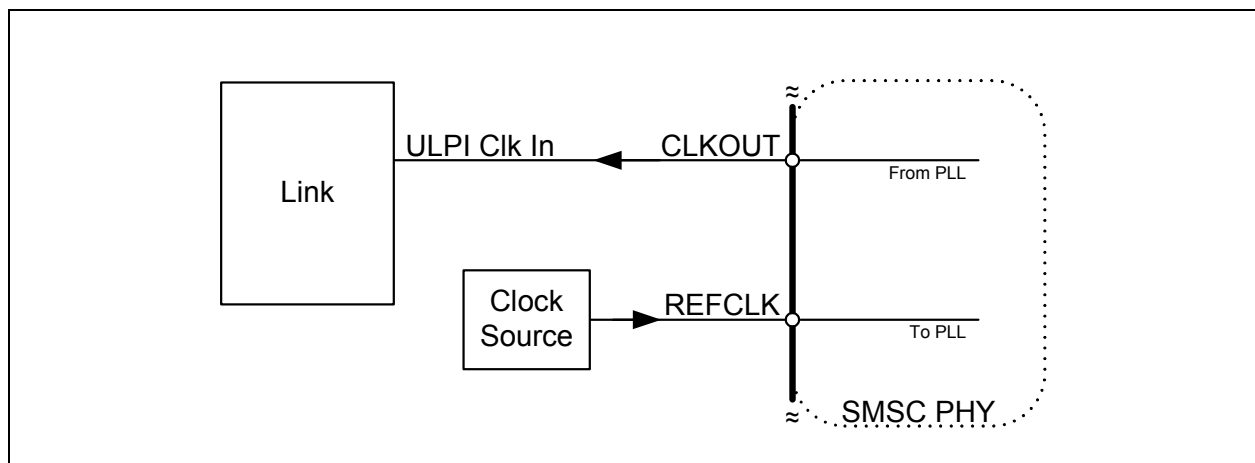 ULPI Clk In
CLKOUT
From PLL
Link
Clock
Source
REFCLK
To PLL
SMSC PHY